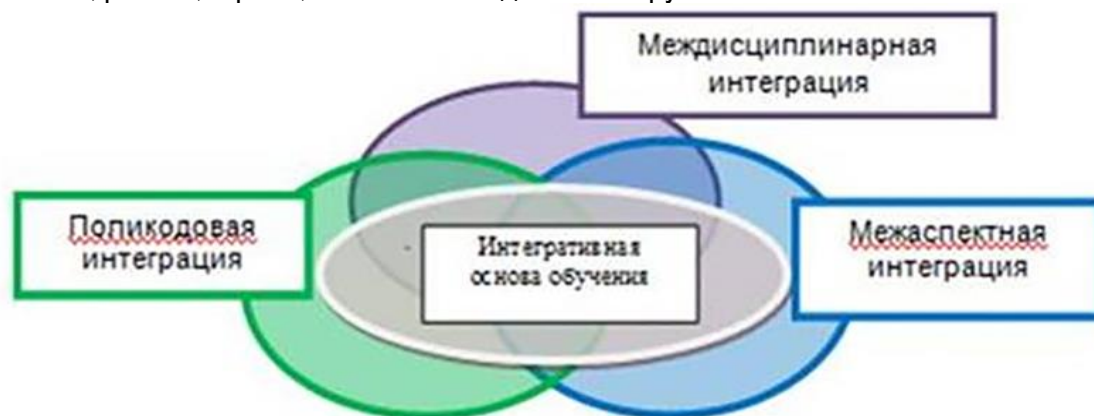 Междисциплинарная
интеграция
Поликодовая
интеграция
Интегративная
основа обучения
Межаспектная
интеграция